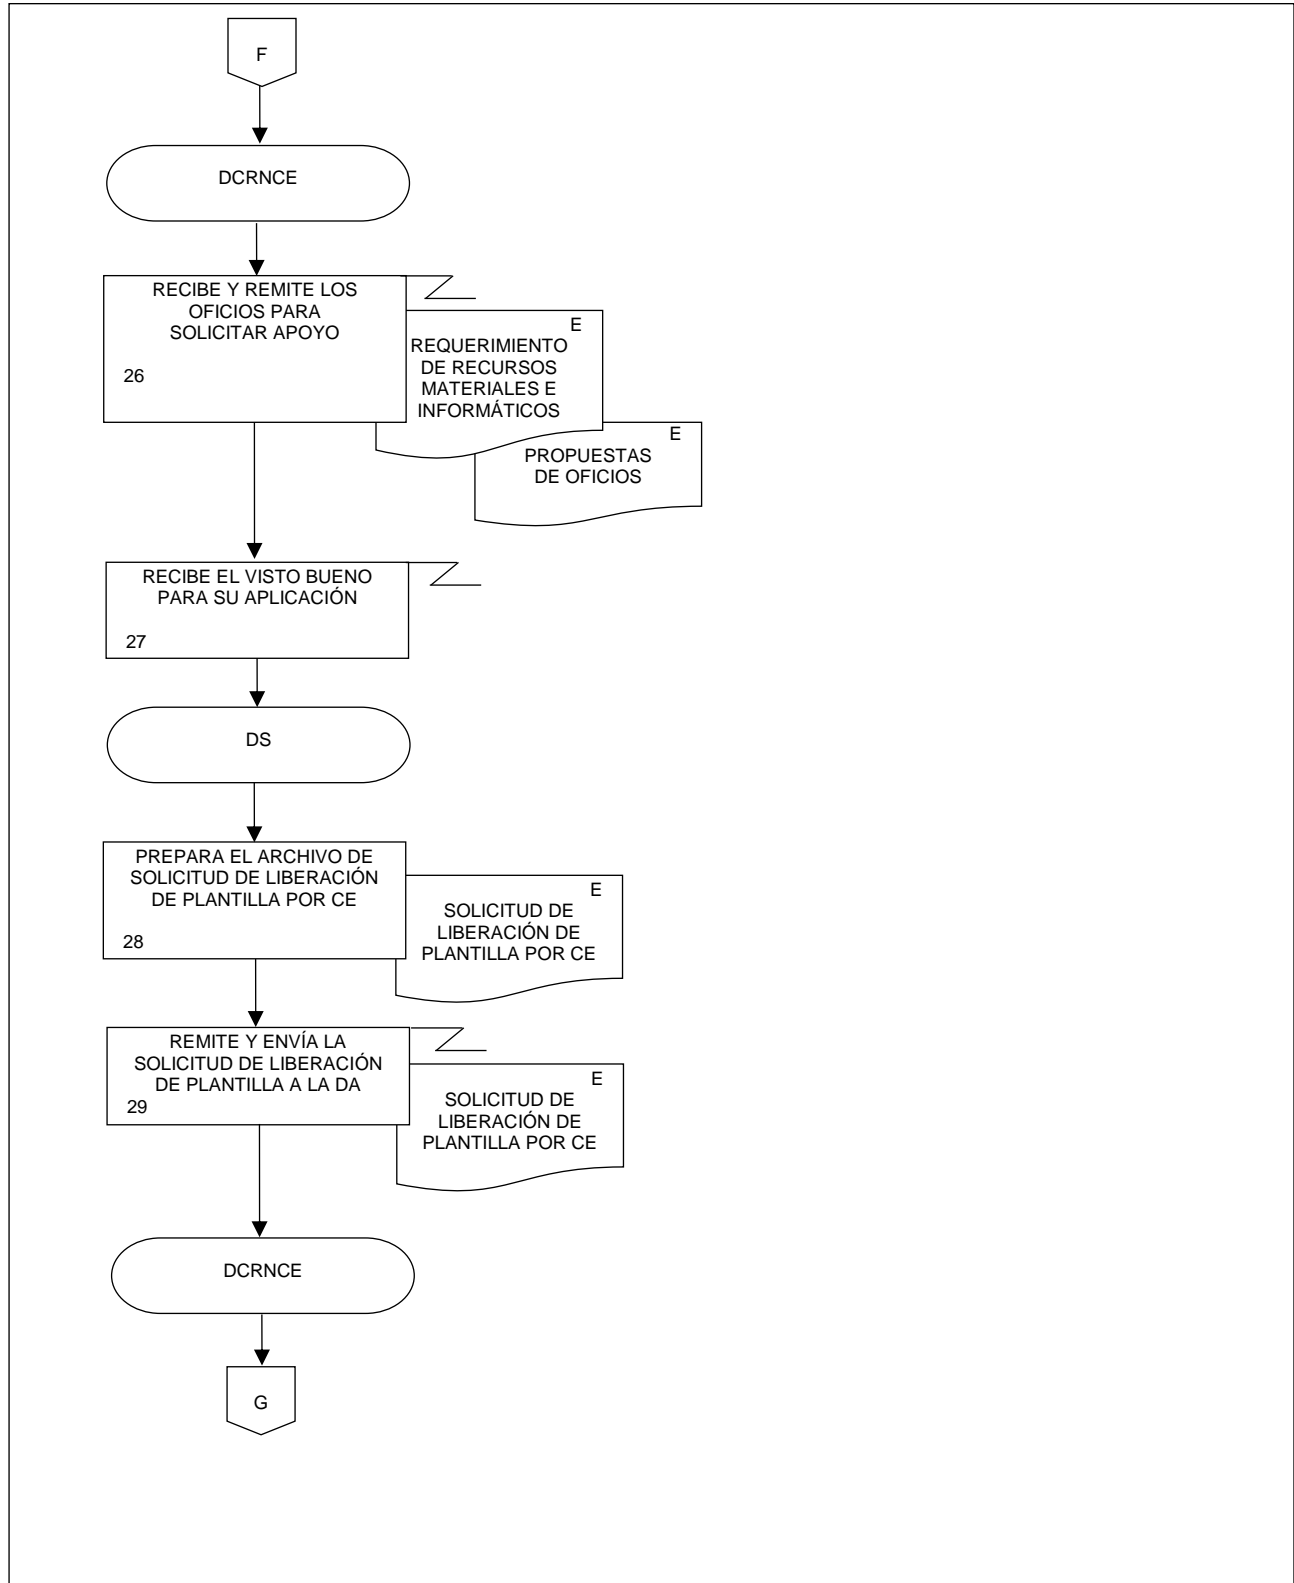 F
DCRNCE
RECIBE Y REMITE LOS
OFICIOS PARA
SOLICITAR APOYO
26
E
REQUERIMIENTO
DE RECURSOS
MATERIALES E
INFORMÁTICOS
E
PROPUESTAS
DE OFICIOS
RECIBE EL VISTO BUENO
PARA SU APLICACIÓN
27
DS
PREPARA EL ARCHIVO DE
SOLICITUD DE LIBERACIÓN
DE PLANTILLA POR CE
28
E
SOLICITUD DE
LIBERACIÓN DE
PLANTILLA POR CE
REMITE Y ENVÍA LA
SOLICITUD DE LIBERACIÓN
DE PLANTILLA A LA DA
29
E
SOLICITUD DE
LIBERACIÓN DE
PLANTILLA POR CE
DCRNCE
G